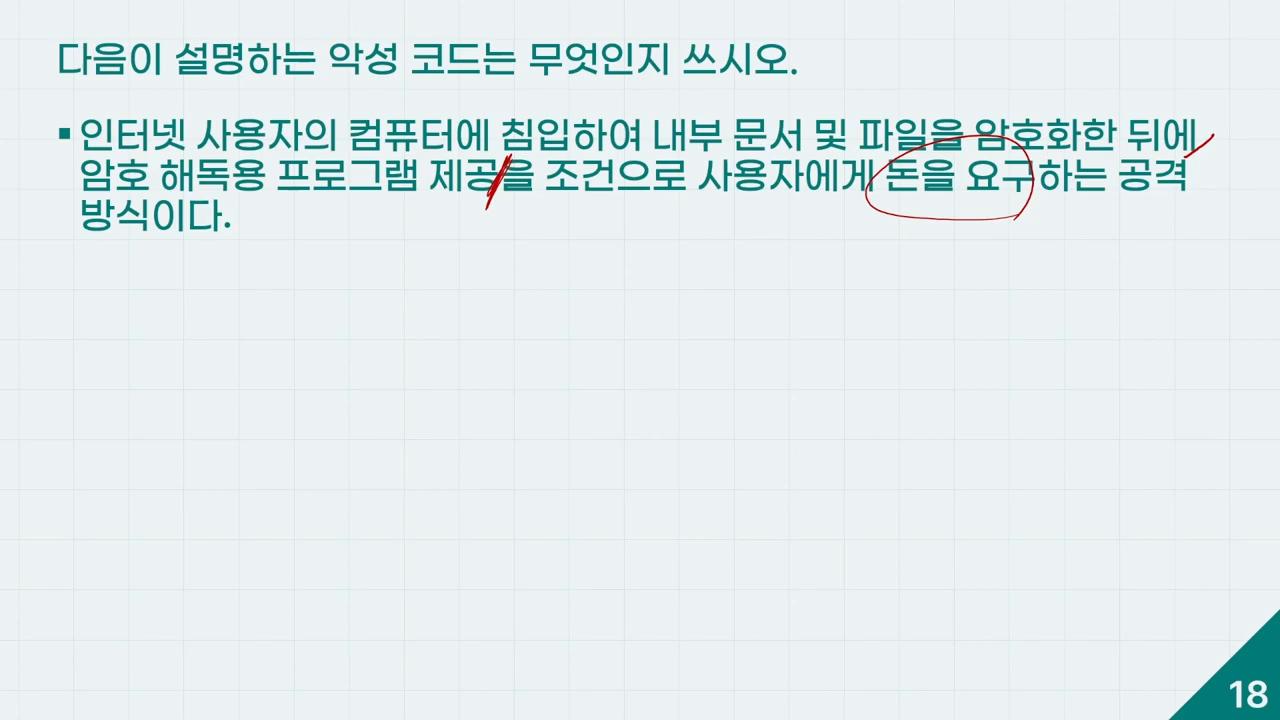 다음이 설명하는 악성 코드는 무엇인지 쓰시오.
▪ 인터넷 사용자의 컴퓨터에 침입하여 내부 문서 및 파일을 암호화한 뒤에
암호 해독용 프로그램 제공을 조건으로 사용자에게 돈을 요구하는 공격
방식이다.
18